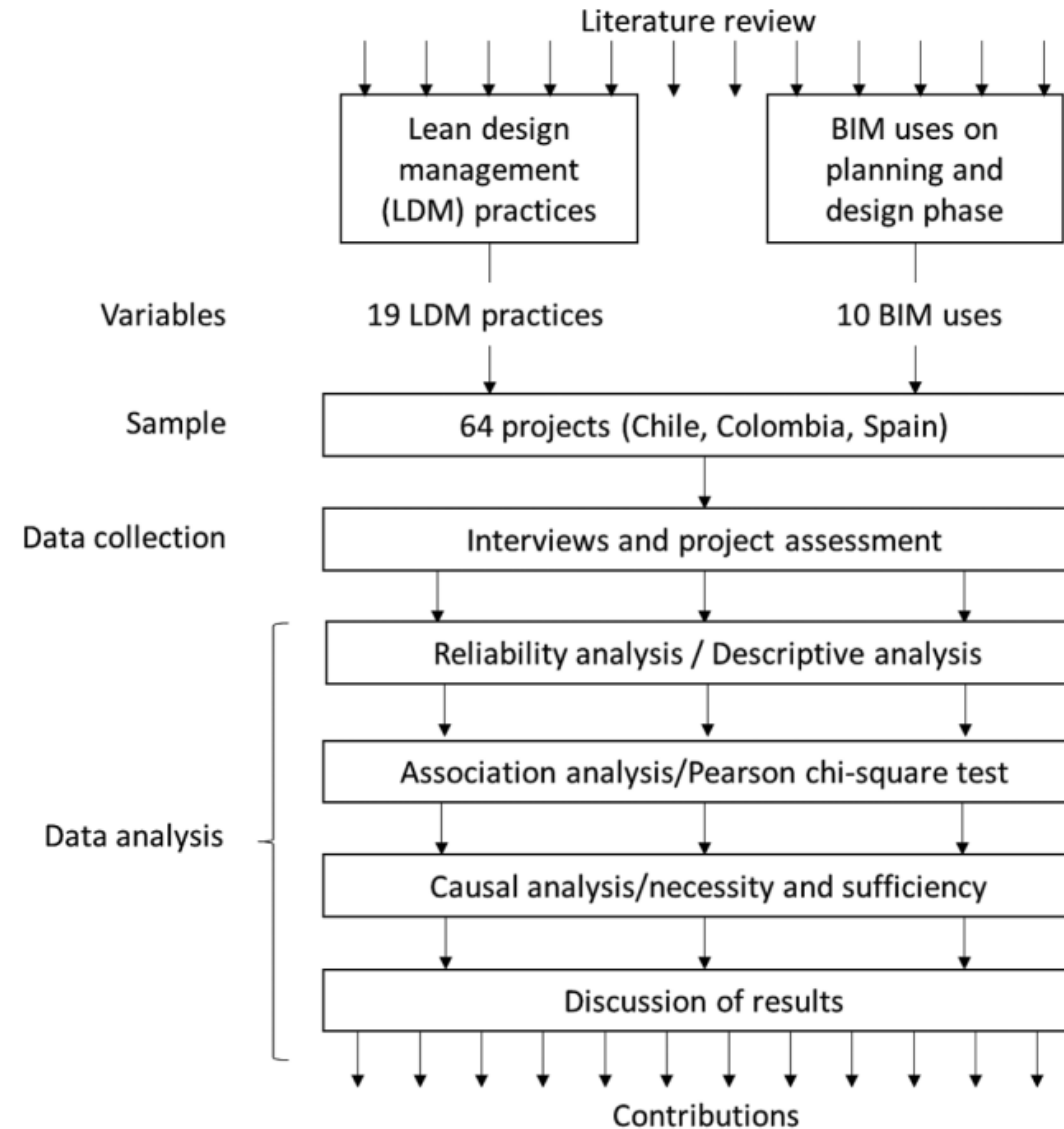 Literature review
Lean design
management
(LDM) practices
BIM uses on
planning and
design phase
Variables
19 LDM practices
10 BIM uses
Sample
64 projects (Chile, Colombia, Spain)
Data collection
Interviews and project assessment
Reliability analysis / Descriptive analysis
Association analysis/Pearson chi-square test
Data analysis
Causal analysis/necessity and sufficiency
Discussion of results
Contributions